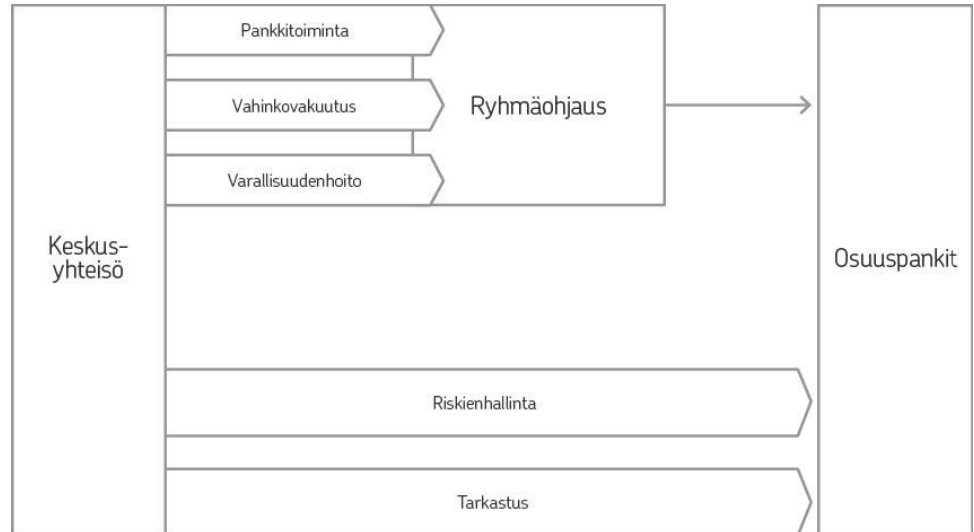 Pankkitoiminta
Vahinkovakuutus
Ryhmäohjaus
Varallisuudenhoito
Keskus-
yhteisö
Osuuspankit
Riskienhallinta
Tarkastus